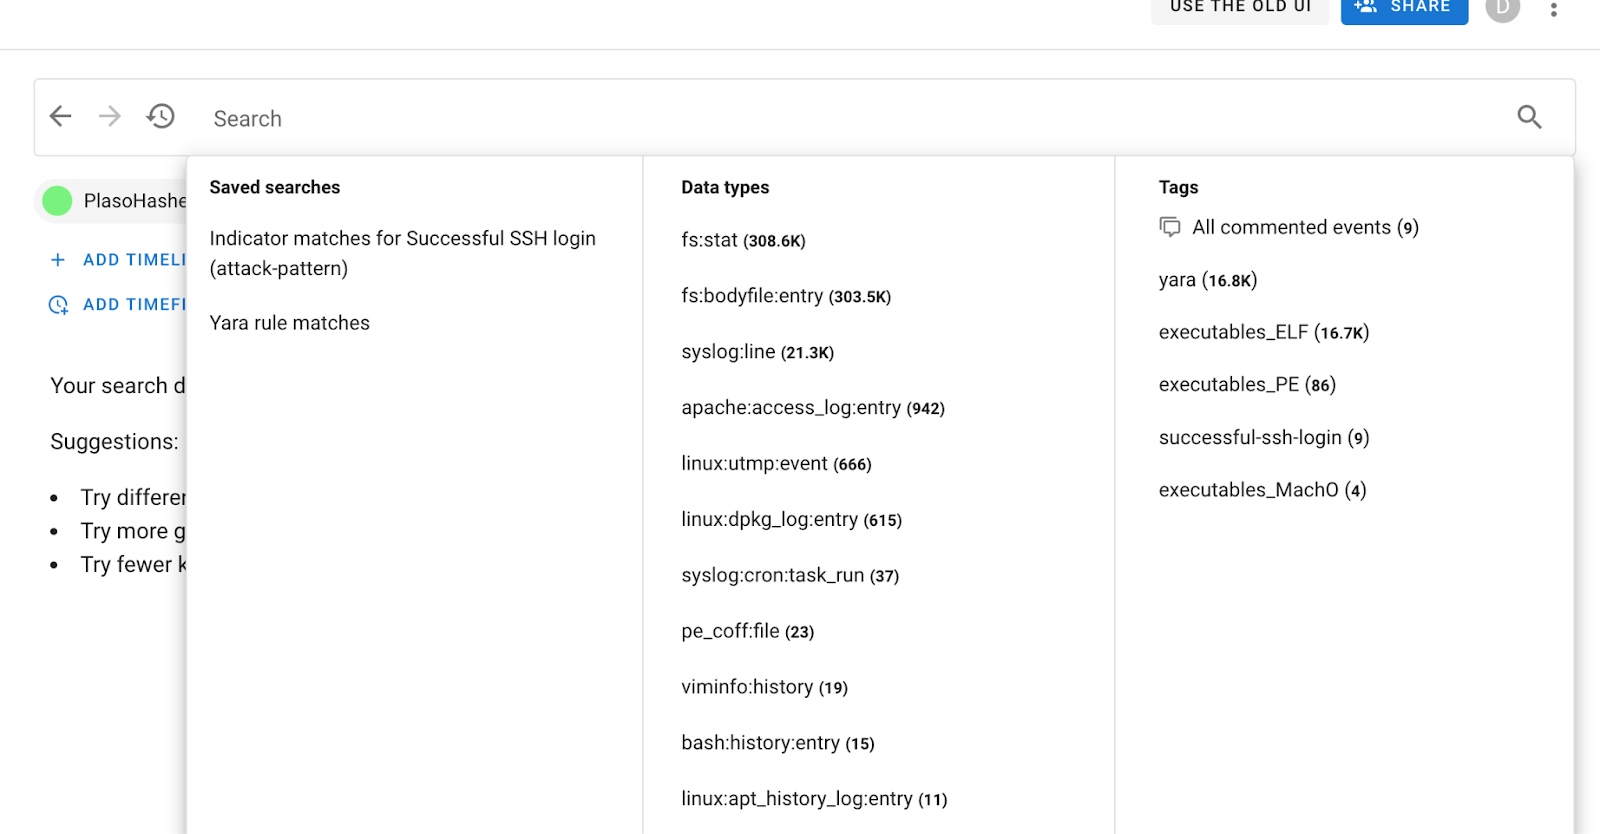 USE THE OLD UI
SHARE
D
Search
PlasoHashe
ADD TIMELI
ADD TIMEFI
Your search d
Suggestions:
Try differen
Try more g
Try fewer k
Saved searches
Indicator matches for Successful SSH login
(attack-pattern)
Yara rule matches
Data types
fs:stat (308.6K)
fs:bodyfile:entry (303.5K)
syslog:line (21.3K)
apache:access_log:entry (942)
linux:utmp:event (666)
linux:dpkg_log:entry (615)
syslog:cron:task_run (37)
pe_coff:file (23)
viminfo:history (19)
bash:history:entry (15)
linux:apt_history_log:entry (11)
Tags
All commented events (9)
yara (16.8K)
executables_ELF (16.7K)
executables_PE (86)
successful-ssh-login (9)
executables_MachO (4)